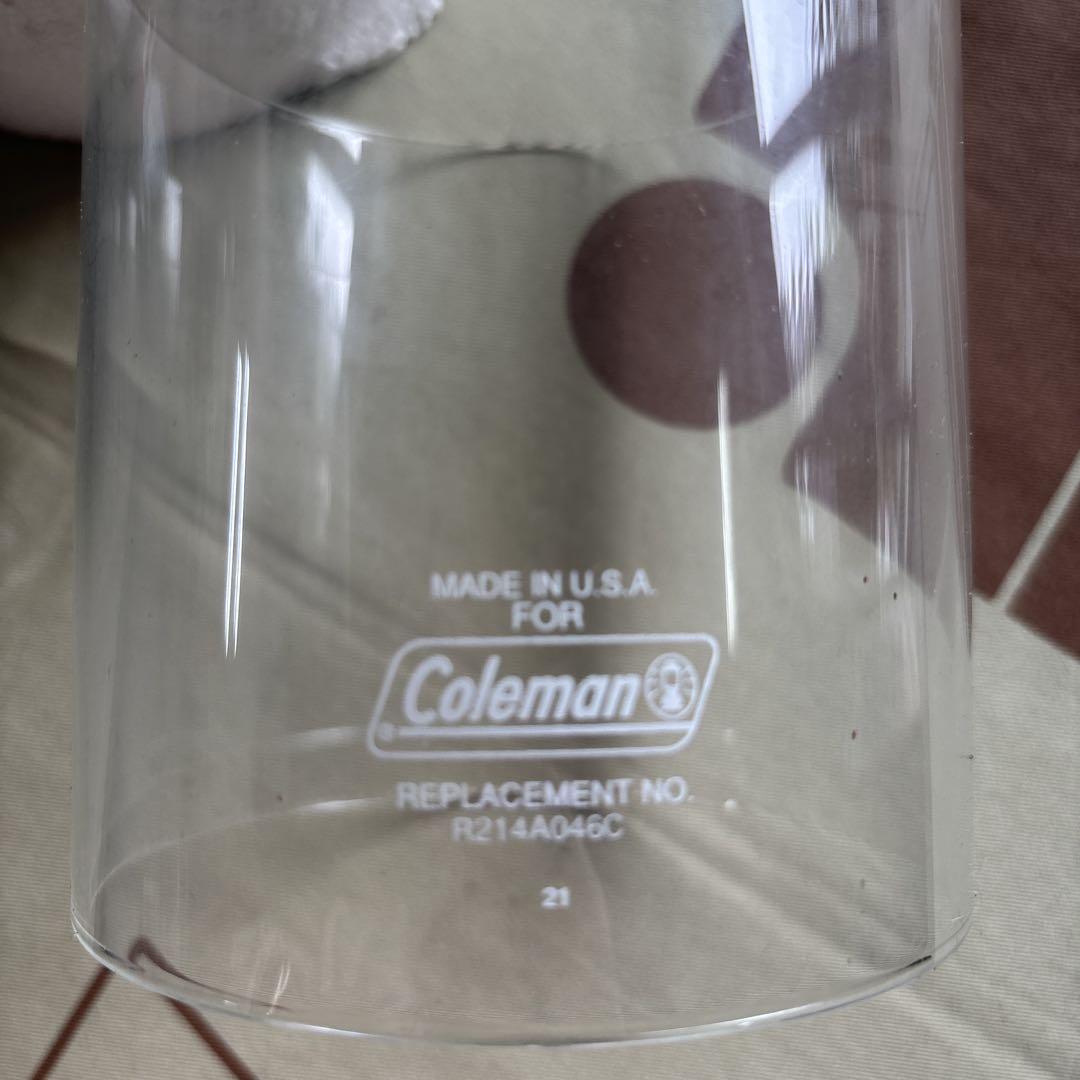 MADE IN U.S.A.
FOR
Coleman
®
REPLACEMENT NO.
R214A046C
21